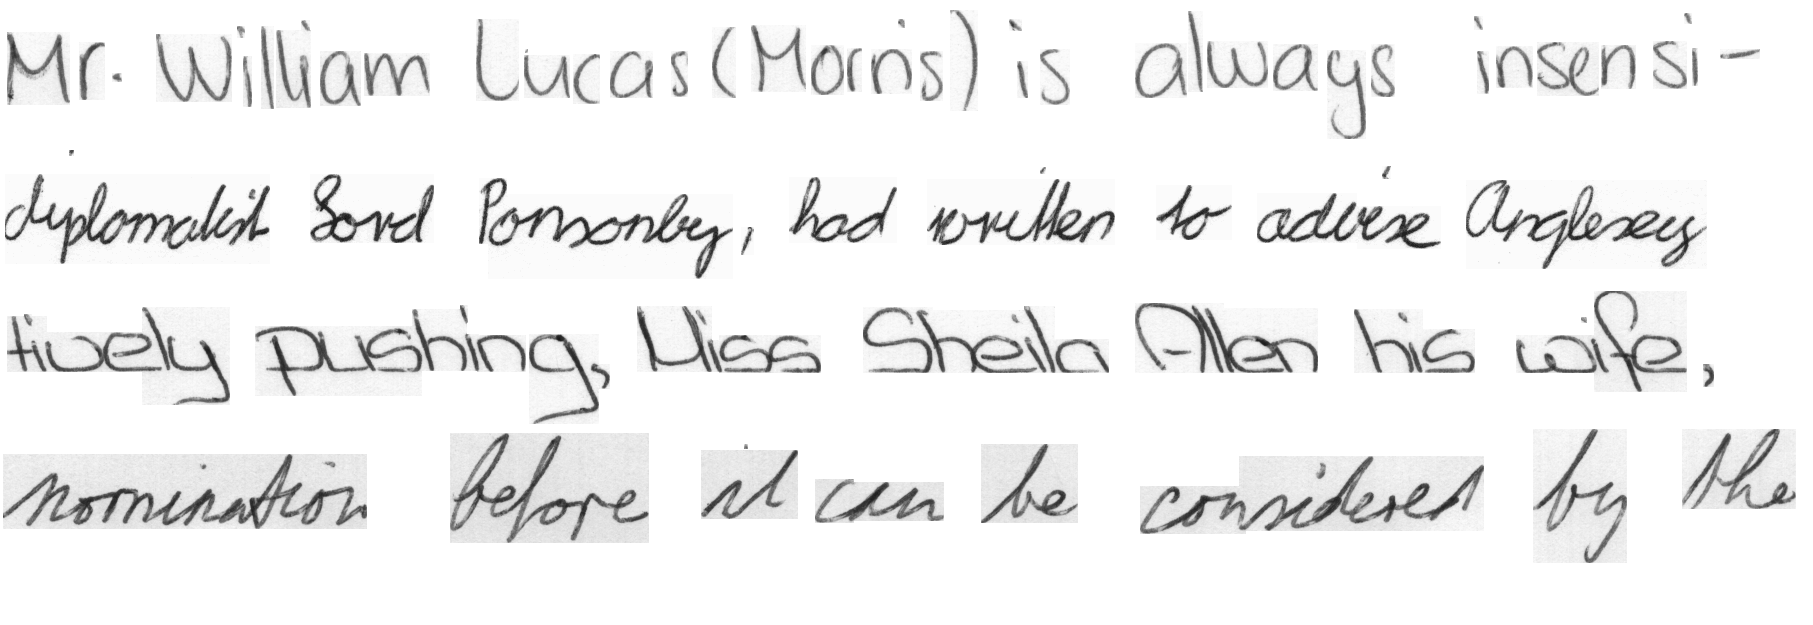 Mr. William Lucas (Morris) is always insensi-
diplomatist Lord Ponsonby, had written to advise Anglesey
tively pushing, Miss Sheila Allen his wife,
nomination before it can be considered by the